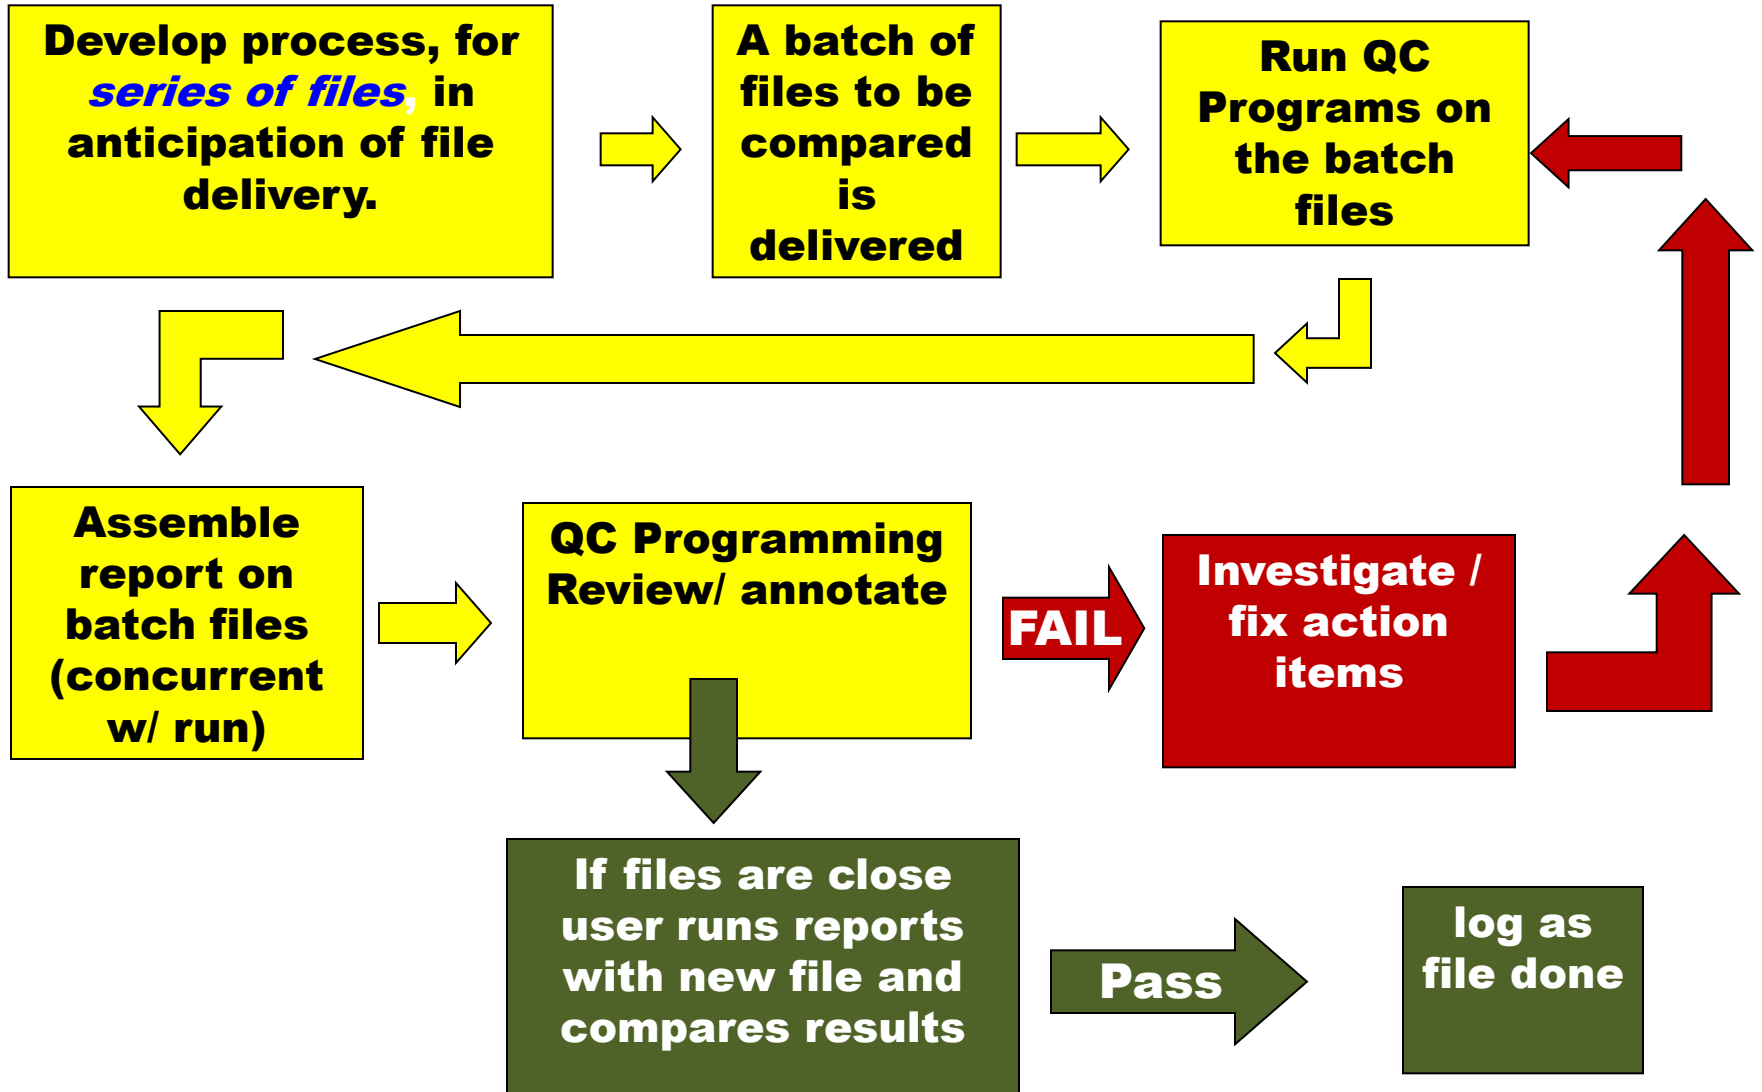 Develop process, for
series of files, in
anticipation of file
delivery.
A batch of
files to be
compared
is
delivered
Run QC
Programs on
the batch
files
Assemble
report on
batch files
(concurrent
w/ run)
QC Programming
Review/ annotate
FAIL
Investigate /
fix action
items
If files are close
user runs reports
with new file and
compares results
Pass
log as
file done